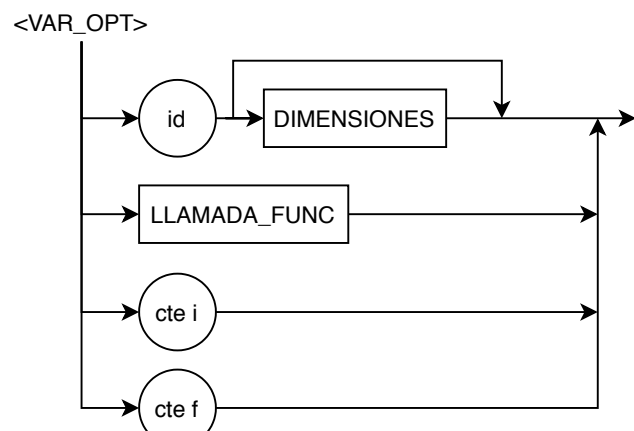 <VAR_OPT>
id
DIMENSIONES
LLAMADA_FUNC
cte i
cte f